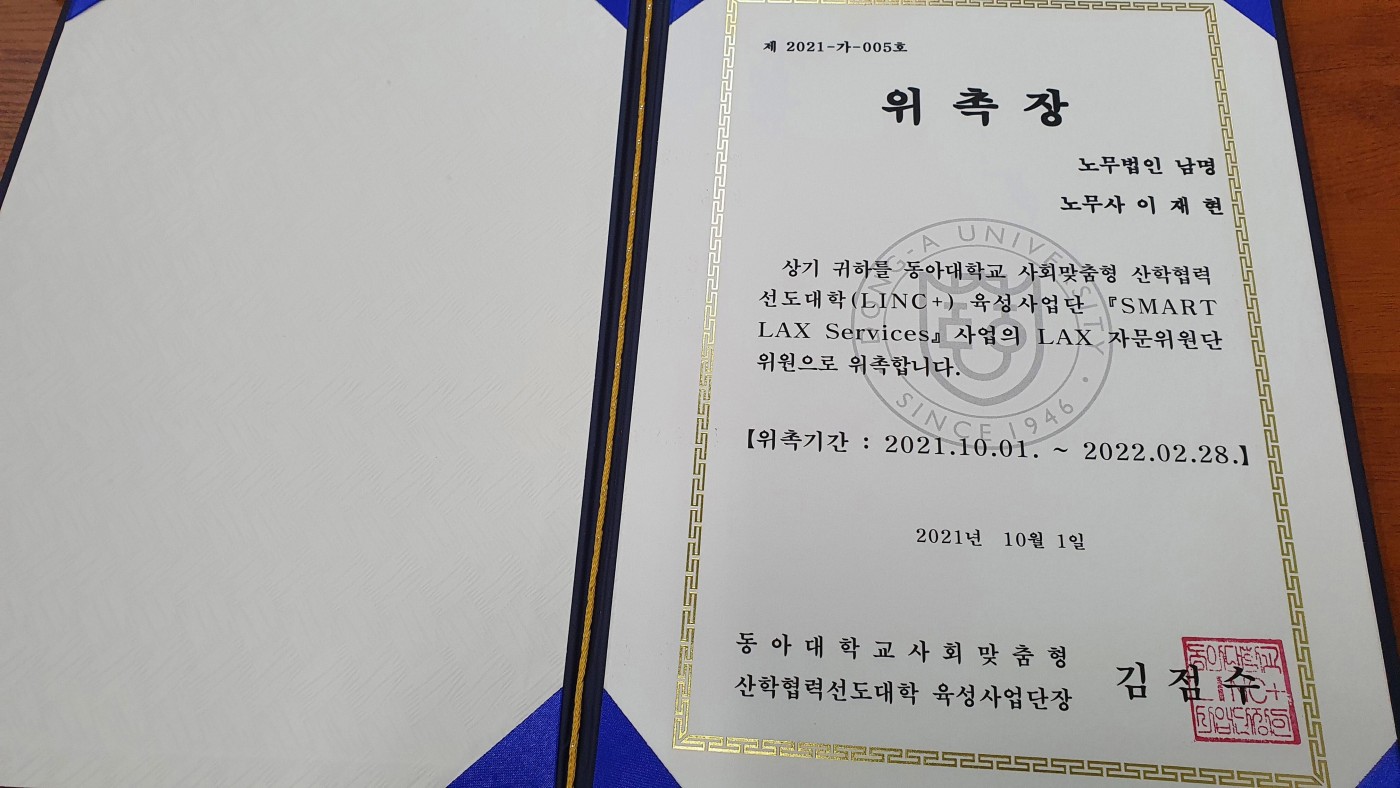 제 2021-가-005호
위 촉 장
노무법인 남명
노무사 이 재 현
상기 귀하를 동아대학교 사회맞춤형 산학협력
선도대학(LINC+) 육성사업단 『SMART
LAX Services』 사업의 LAX 자문위원단
위원으로 위촉합니다.
DONG-A UNIVERSITY
SINCE 1946
【위촉기간 : 2021.10.01. ~ 2022.02.28.】
2021년 10월 1일
동 아 대 학 교 사 회 맞 춤 형
산학협력선도대학 육성사업단장
김 점 수